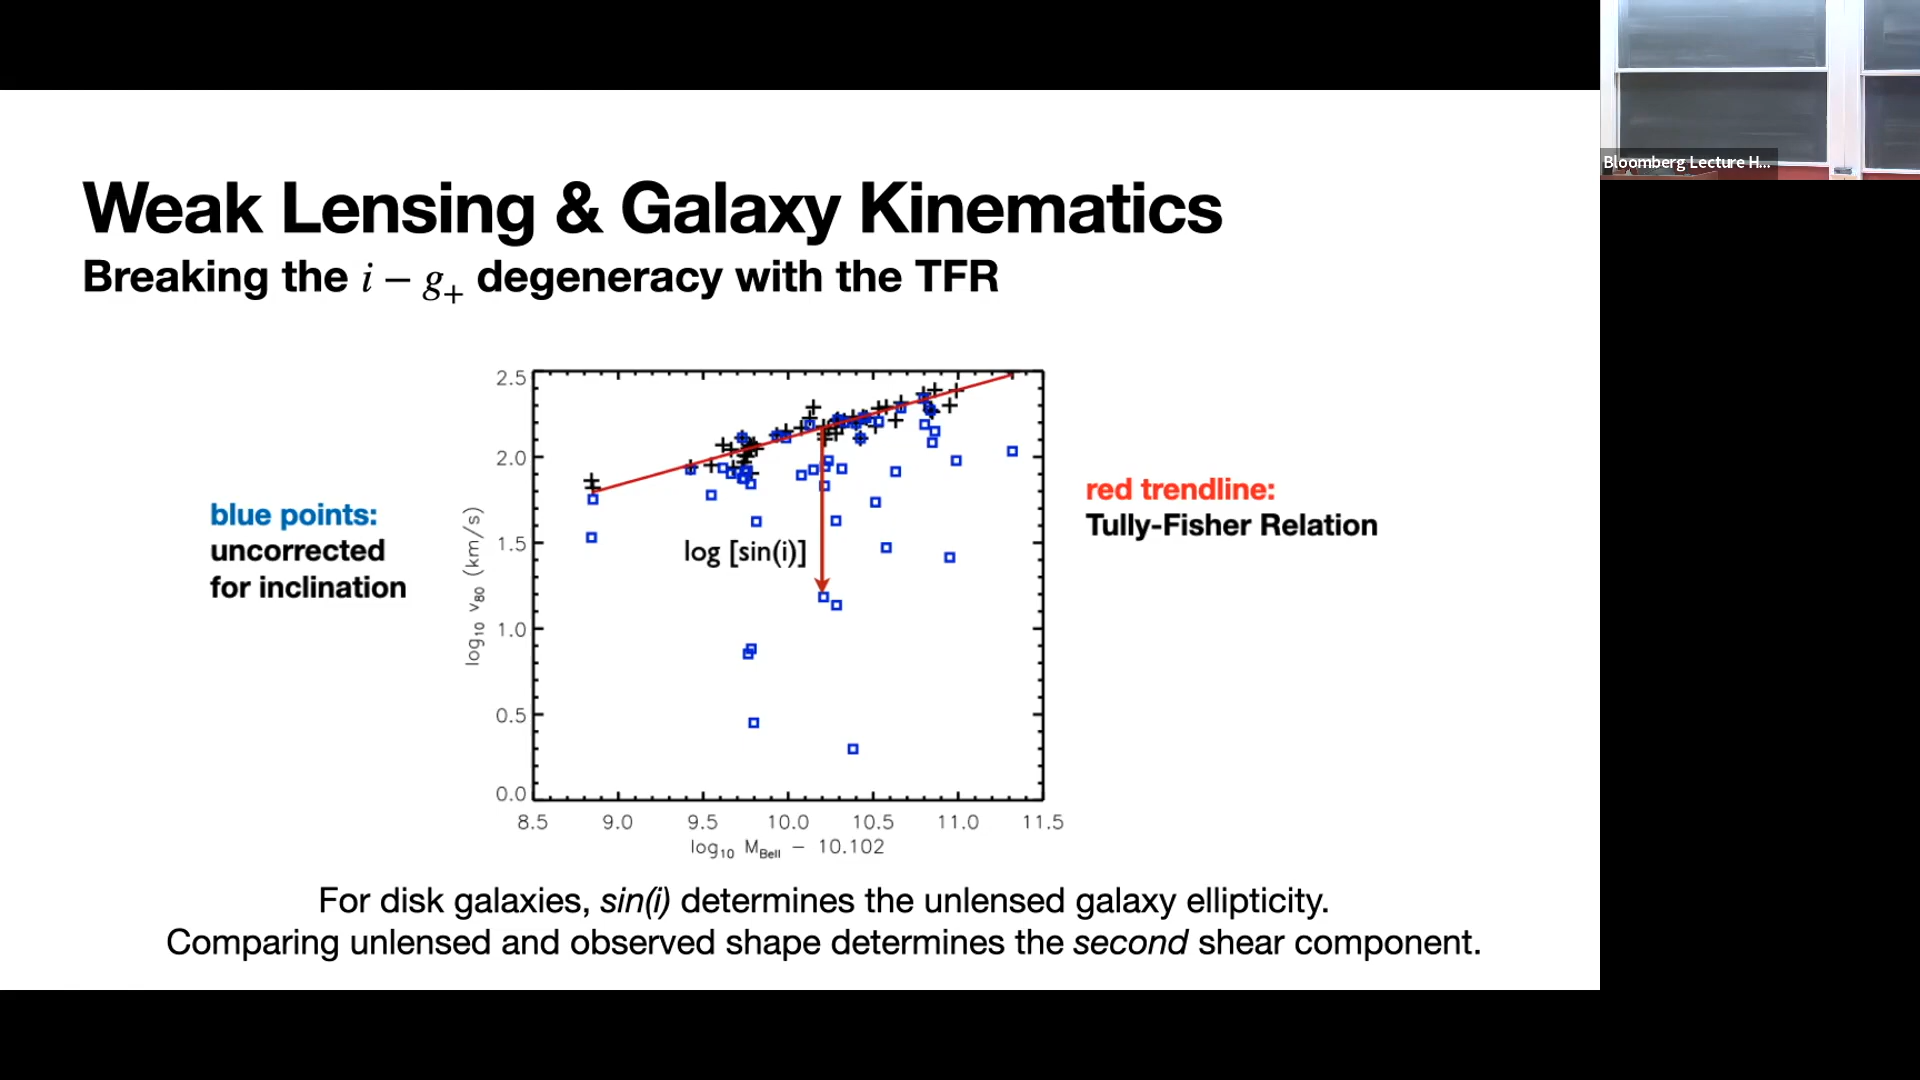 Bloomberg Lecture H...
Weak Lensing & Galaxy Kinematics
Breaking the i − g₊ degeneracy with the TFR
blue points:
uncorrected
for inclination
log₁₀ v₈₀ (km/s)
2.5
2.0
1.5
1.0
0.5
0.0
log [sin(i)]
8.5 9.0 9.5 10.0 10.5 11.0 11.5
log₁₀ M_Bell − 10.102
red trendline:
Tully-Fisher Relation
For disk galaxies, sin(i) determines the unlensed galaxy ellipticity.
Comparing unlensed and observed shape determines the second shear component.